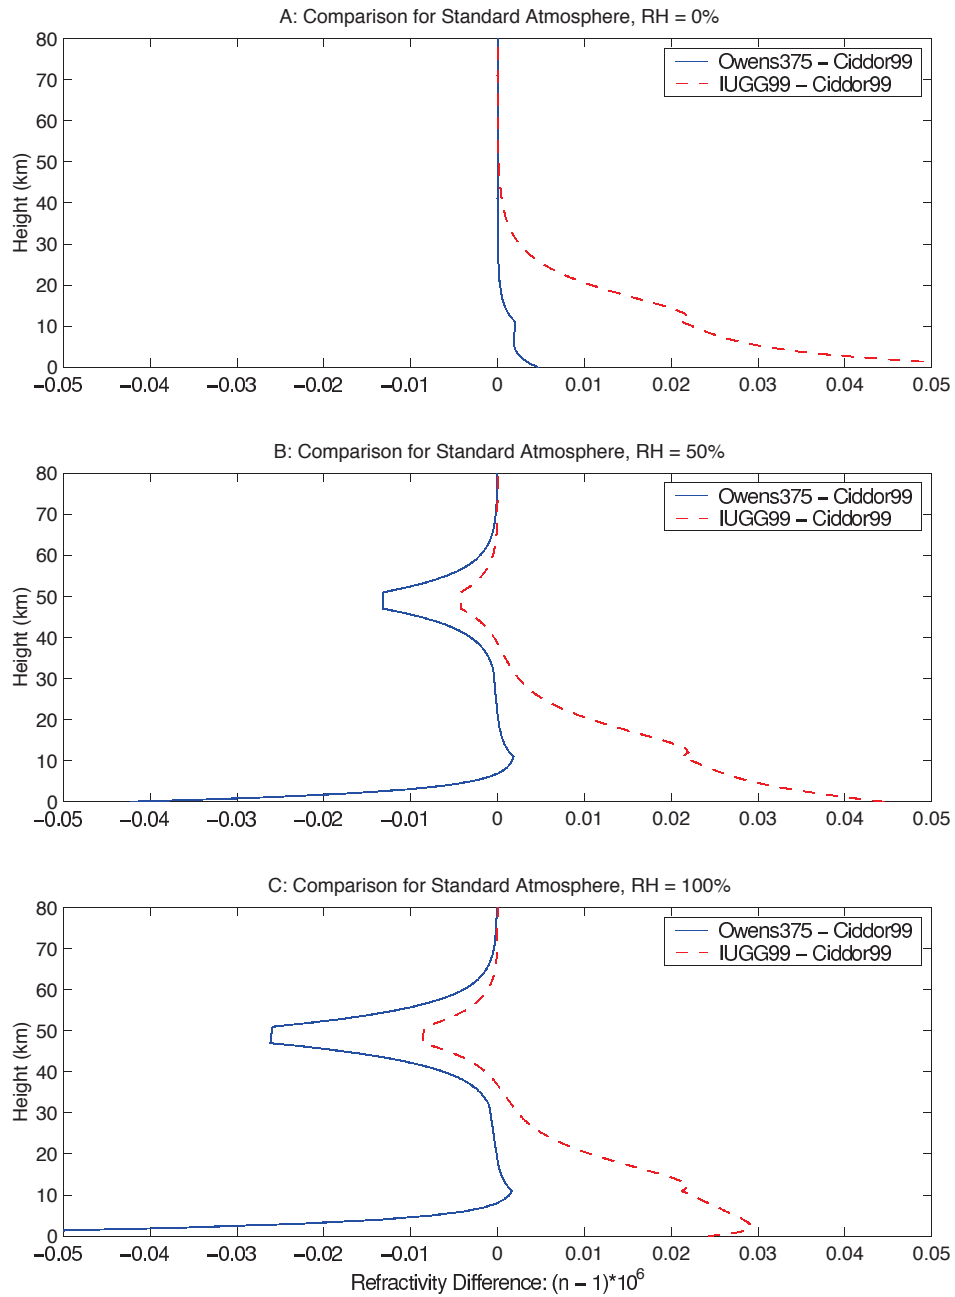 A: Comparison for Standard Atmosphere, RH = 0%
80
70
60
50
40
30
20
10
0
Height (km)
Owens375 – Ciddor99
IUGG99 – Ciddor99
–0.05 –0.04 –0.03 –0.02 –0.01 0 0.01 0.02 0.03 0.04 0.05
B: Comparison for Standard Atmosphere, RH = 50%
80
70
60
50
40
30
20
10
0
Height (km)
Owens375 – Ciddor99
IUGG99 – Ciddor99
–0.05 –0.04 –0.03 –0.02 –0.01 0 0.01 0.02 0.03 0.04 0.05
C: Comparison for Standard Atmosphere, RH = 100%
80
70
60
50
40
30
20
10
0
Height (km)
Owens375 – Ciddor99
IUGG99 – Ciddor99
–0.05 –0.04 –0.03 –0.02 –0.01 0 0.01 0.02 0.03 0.04 0.05
Refractivity Difference: (n – 1)*10⁶